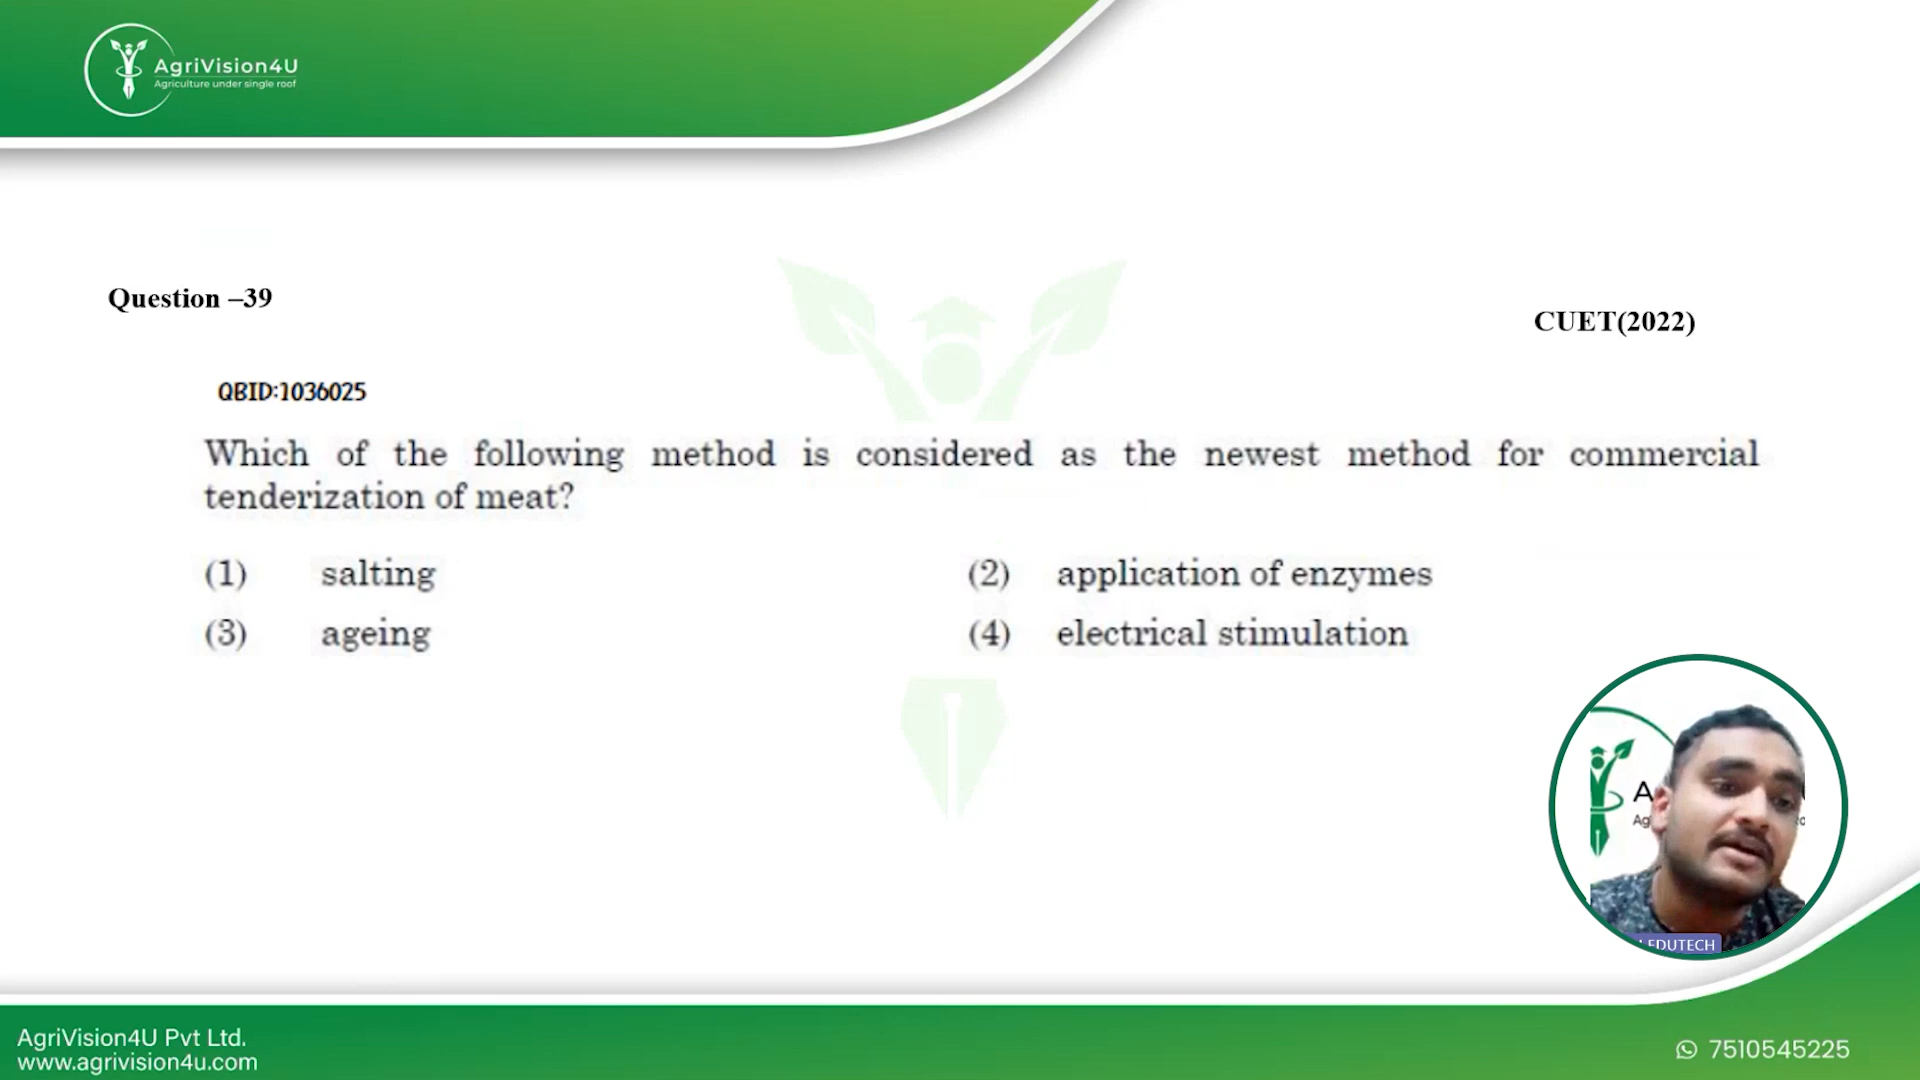 AgriVision4U
Agriculture under single roof
Question –39
CUET(2022)
QBID:1036025
Which of the following method is considered as the newest method for commercial
tenderization of meat?
(1) salting
(2) application of enzymes
(3) ageing
(4) electrical stimulation
A
Ag
EDUTECH
AgriVision4U Pvt Ltd.
www.agrivision4u.com
7510545225